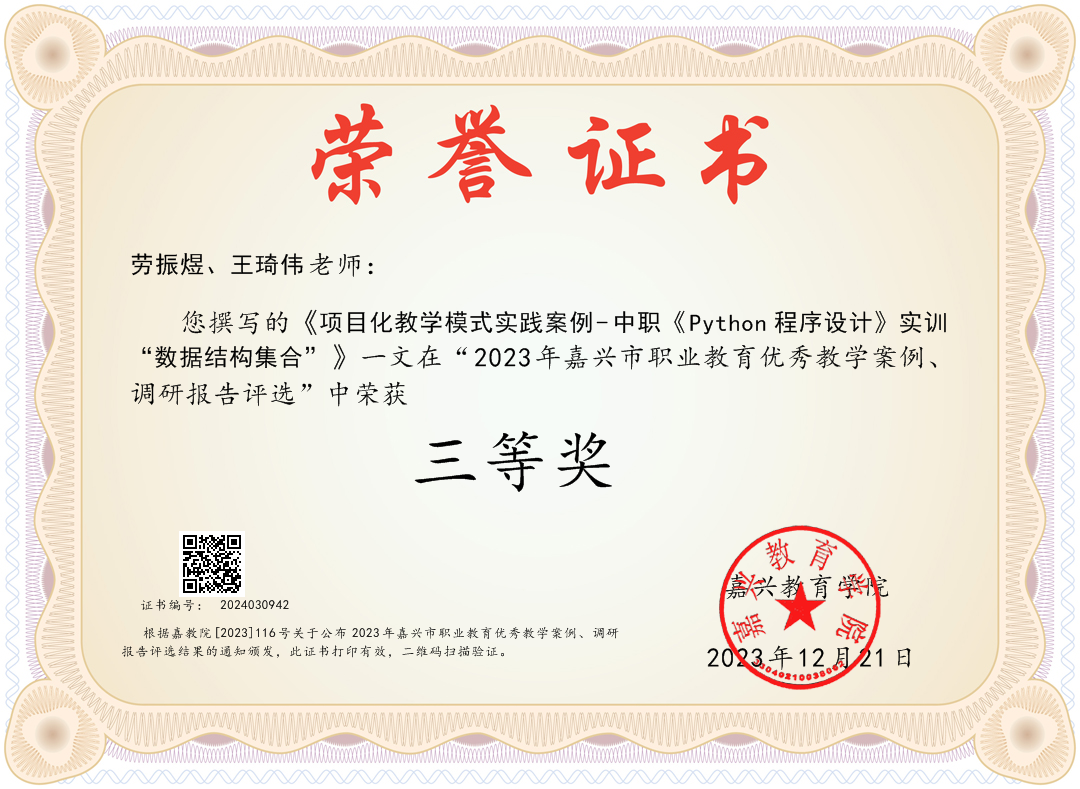 荣誉证书
劳振煜、王琦伟老师：
您撰写的《项目化教学模式实践案例-中职《Python程序设计》实训
“数据结构集合”》一文在“2023年嘉兴市职业教育优秀教学案例、
调研报告评选”中荣获
三等奖
证书编号： 2024030942
根据嘉教院[2023]116号关于公布2023年嘉兴市职业教育优秀教学案例、调研
报告评选结果的通知颁发，此证书打印有效，二维码扫描验证。
嘉兴教育学院
嘉兴教育学院
2023年12月21日